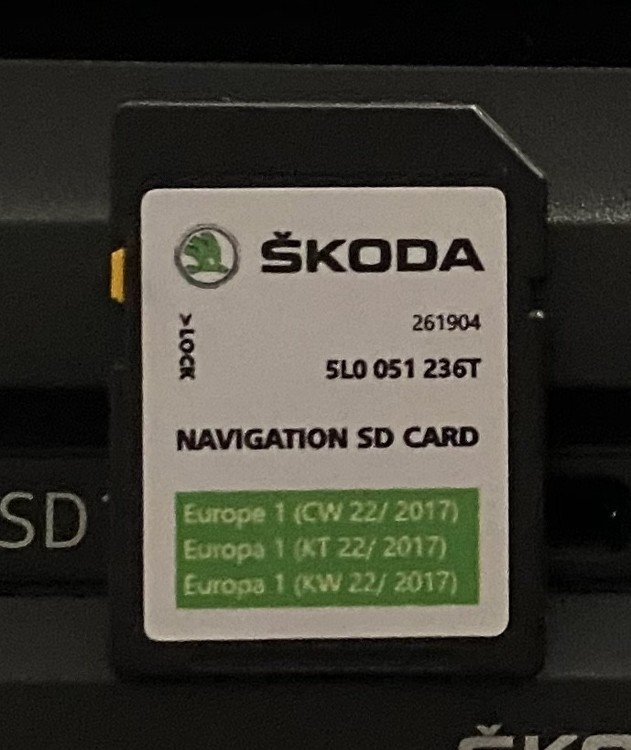 ŠKODA
261904
> LOCK
5L0 051 236T
NAVIGATION SD CARD
Europe 1 (CW 22/ 2017)
Europa 1 (KT 22/ 2017)
Europa 1 (KW 22/ 2017)
SD
ŠKO